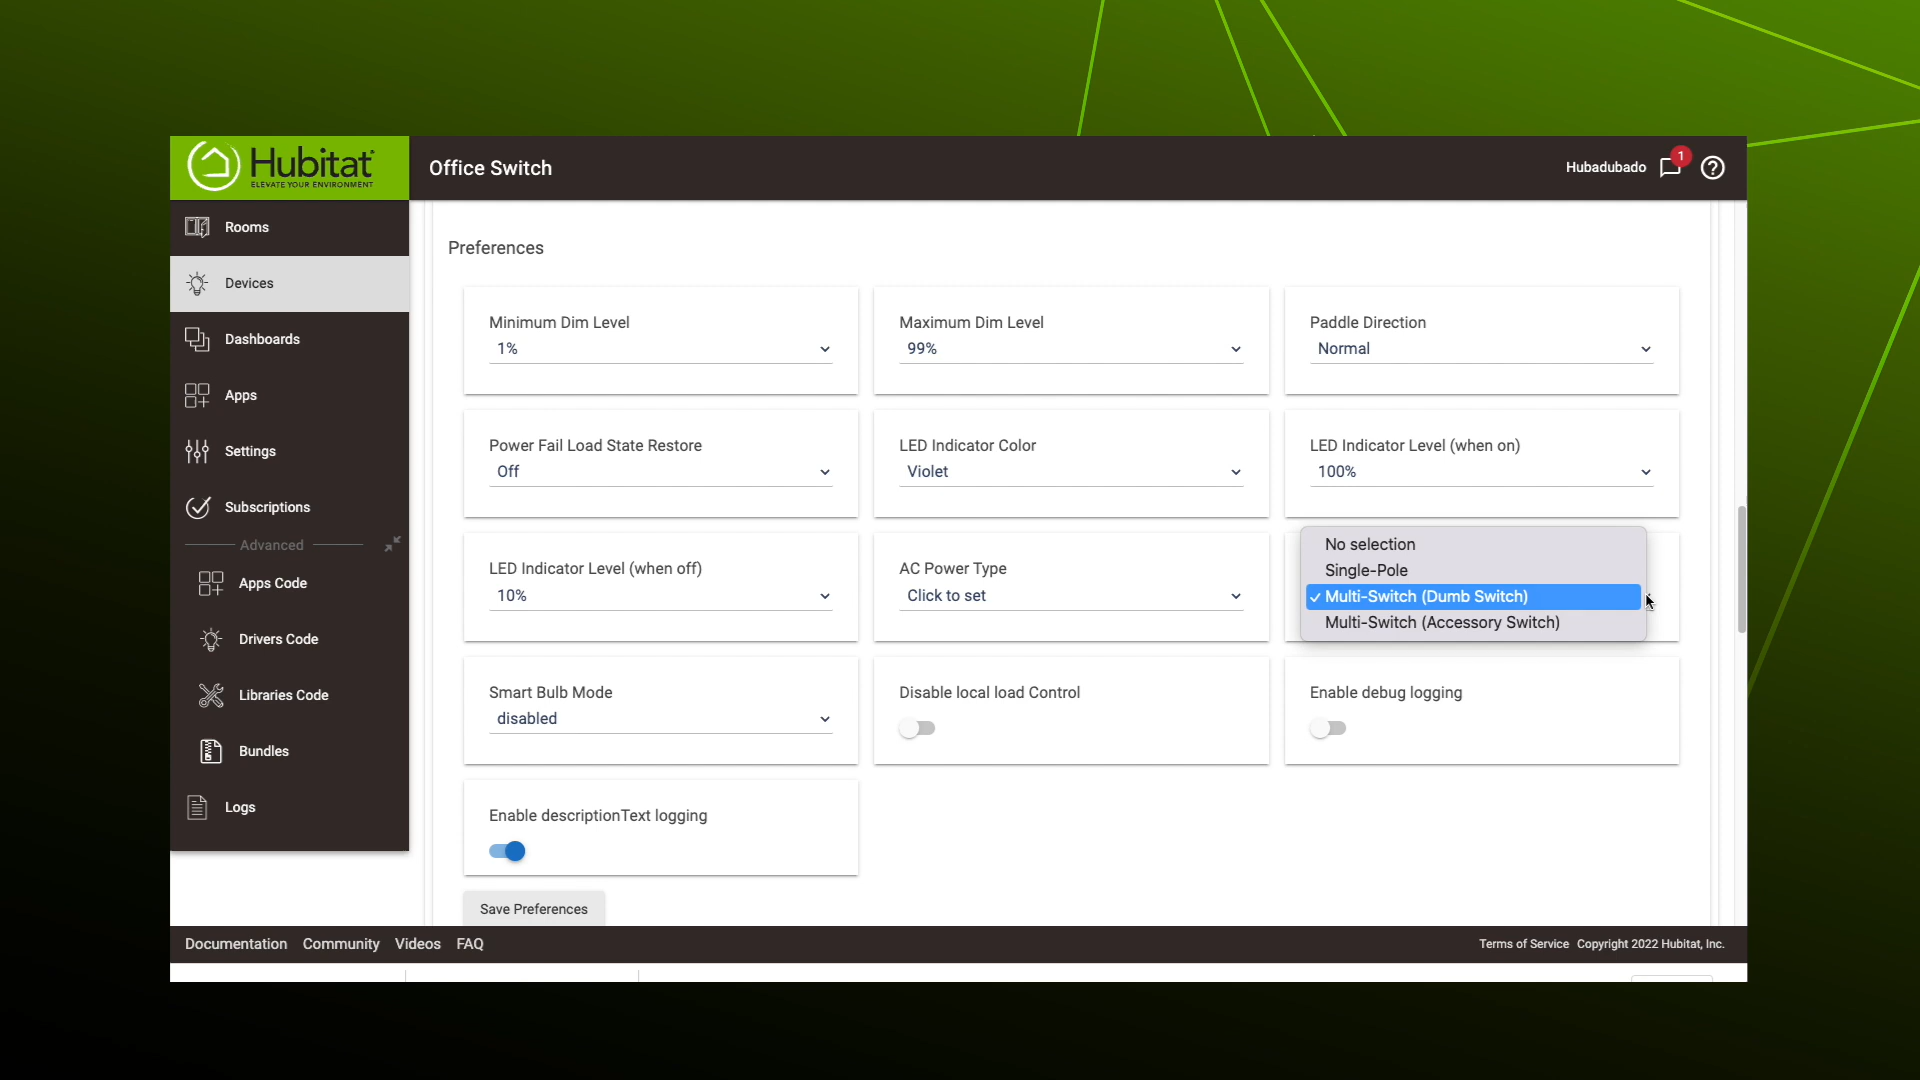 Hubitat
ELEVATE YOUR ENVIRONMENT
Office Switch
Hubadubado
1
Rooms
Devices
Dashboards
Apps
Settings
Subscriptions
Advanced
Apps Code
Drivers Code
Libraries Code
Bundles
Logs
Preferences
Minimum Dim Level
1%
Maximum Dim Level
99%
Paddle Direction
Normal
Power Fail Load State Restore
Off
LED Indicator Color
Violet
LED Indicator Level (when on)
100%
LED Indicator Level (when off)
10%
AC Power Type
Click to set
No selection
Single-Pole
✓ Multi-Switch (Dumb Switch)
Multi-Switch (Accessory Switch)
Smart Bulb Mode
disabled
Disable local load Control
Enable debug logging
Enable descriptionText logging
Save Preferences
Documentation Community Videos FAQ
Terms of Service Copyright 2022 Hubitat, Inc.